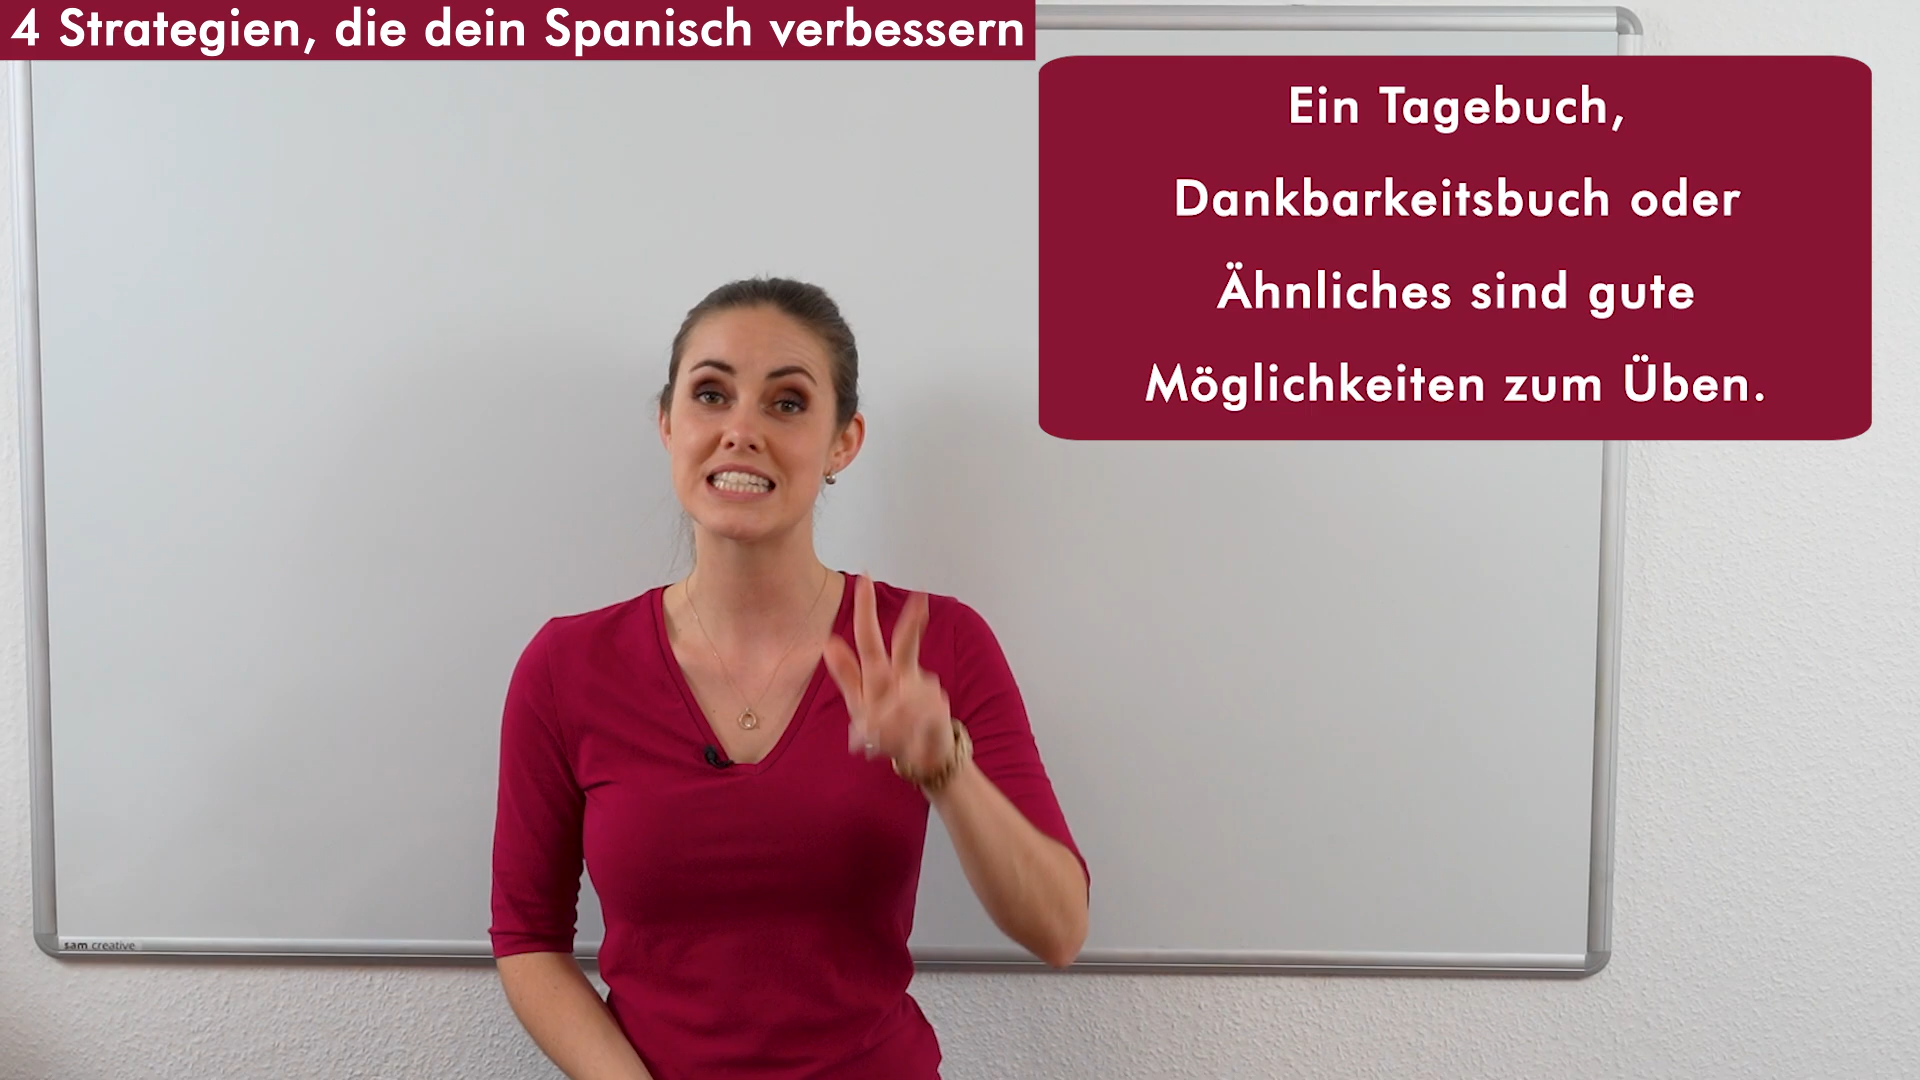 4 Strategien, die dein Spanisch verbessern
Ein Tagebuch,
Dankbarkeitsbuch oder
Ähnliches sind gute
Möglichkeiten zum Üben.
sam creative